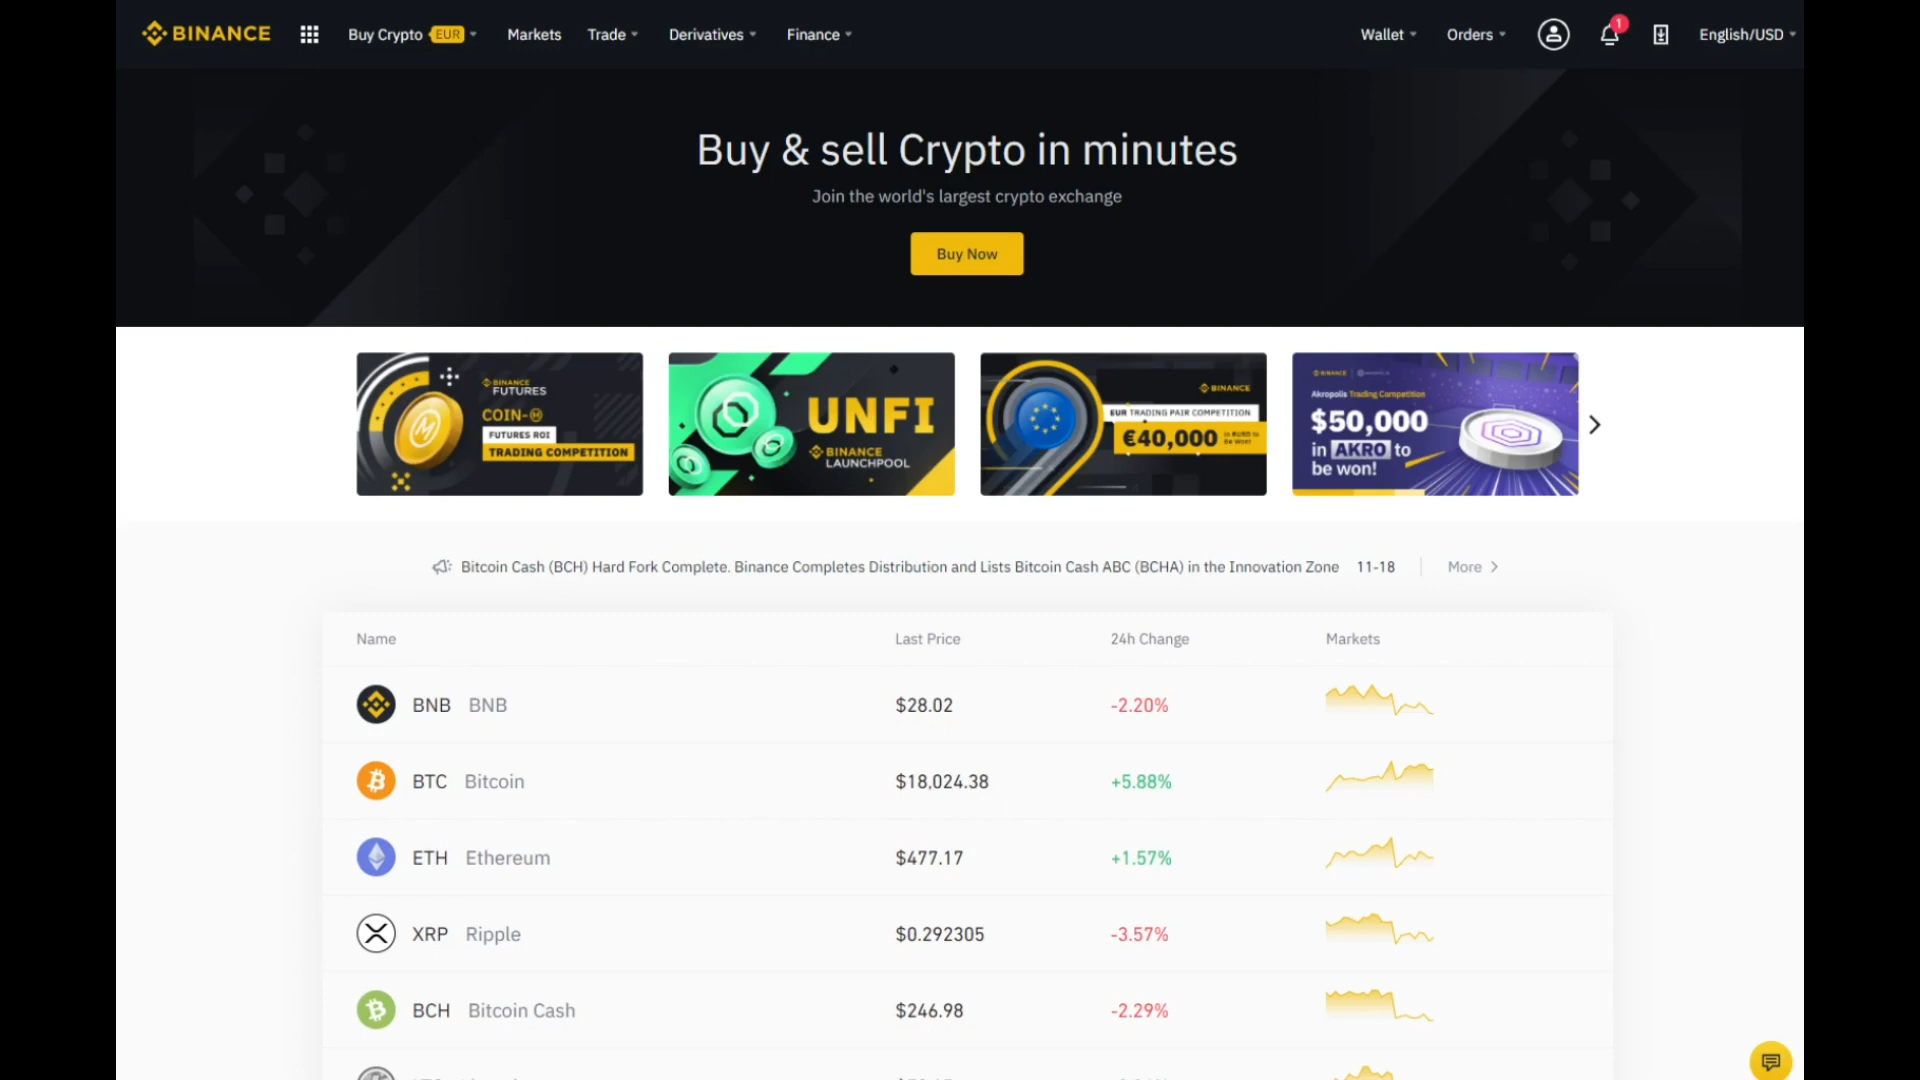 BINANCE
Buy Crypto EUR
Markets
Trade
Derivatives
Finance
Wallet
Orders
1
English/USD
Buy & sell Crypto in minutes
Join the world's largest crypto exchange
Buy Now
BINANCE
FUTURES
COIN-M
FUTURES ROI
TRADING COMPETITION
UNFI
BINANCE
LAUNCHPOOL
BINANCE
EUR TRADING PAIR COMPETITION
€40,000
BINANCE
Akropolis Trading Competition
$50,000
in AKRO to
be won!
Bitcoin Cash (BCH) Hard Fork Complete. Binance Completes Distribution and Lists Bitcoin Cash ABC (BCHA) in the Innovation Zone 11-18
More
Name Last Price 24h Change Markets
BNB BNB $28.02 -2.20%
BTC Bitcoin $18,024.38 +5.88%
ETH Ethereum $477.17 +1.57%
XRP Ripple $0.292305 -3.57%
BCH Bitcoin Cash $246.98 -2.29%